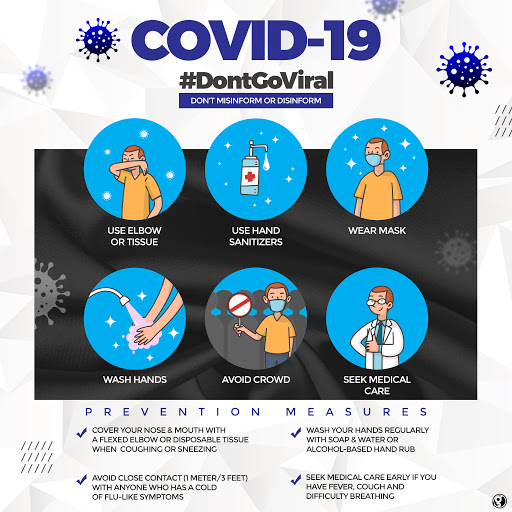 COVID-19
#DontGoViral
DON'T MISINFORM OR DISINFORM
USE ELBOW
OR TISSUE
USE HAND
SANITIZERS
WEAR MASK
WASH HANDS
AVOID CROWD
SEEK MEDICAL
CARE
PREVENTION MEASURES
COVER YOUR NOSE & MOUTH WITH
A FLEXED ELBOW OR DISPOSABLE TISSUE
WHEN COUGHING OR SNEEZING
WASH YOUR HANDS REGULARLY
WITH SOAP & WATER OR
ALCOHOL-BASED HAND RUB
AVOID CLOSE CONTACT (1 METER/3 FEET)
WITH ANYONE WHO HAS A COLD
OF FLU-LIKE SYMPTOMS
SEEK MEDICAL CARE EARLY IF YOU
HAVE FEVER, COUGH AND
DIFFICULTY BREATHING